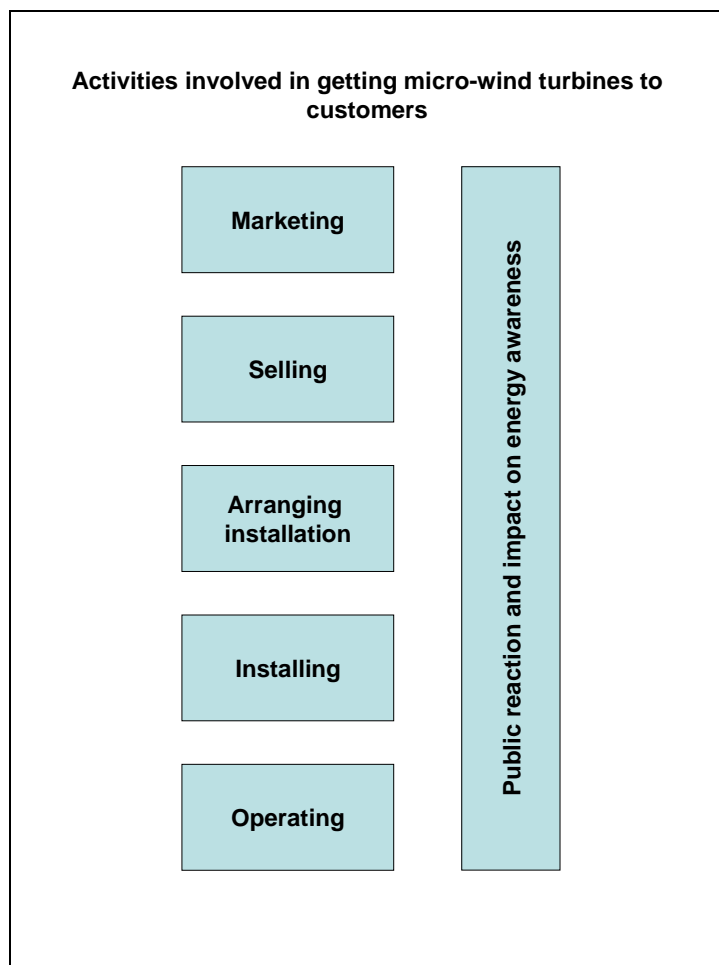 Activities involved in getting micro-wind turbines to
customers
Marketing
Selling
Arranging
installation
Installing
Operating
Public reaction and impact on energy awareness